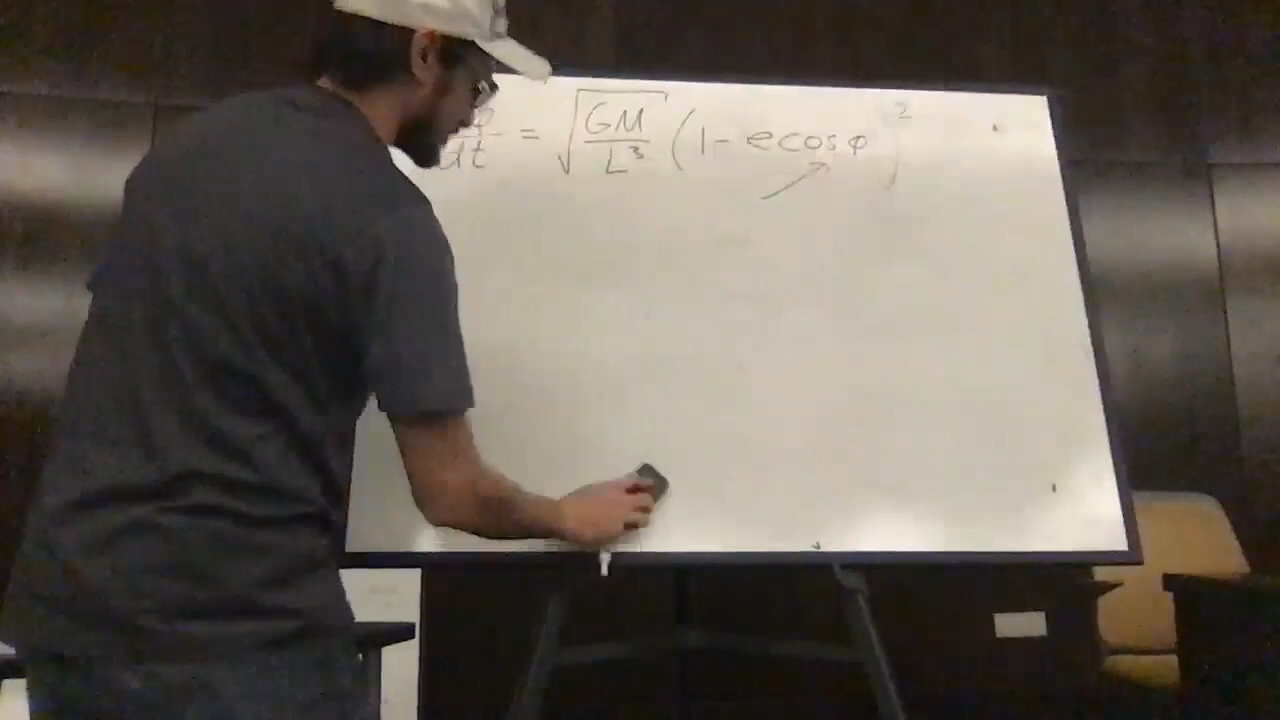 dφ/dt = √(GM/L³) (1 - e cos φ)²